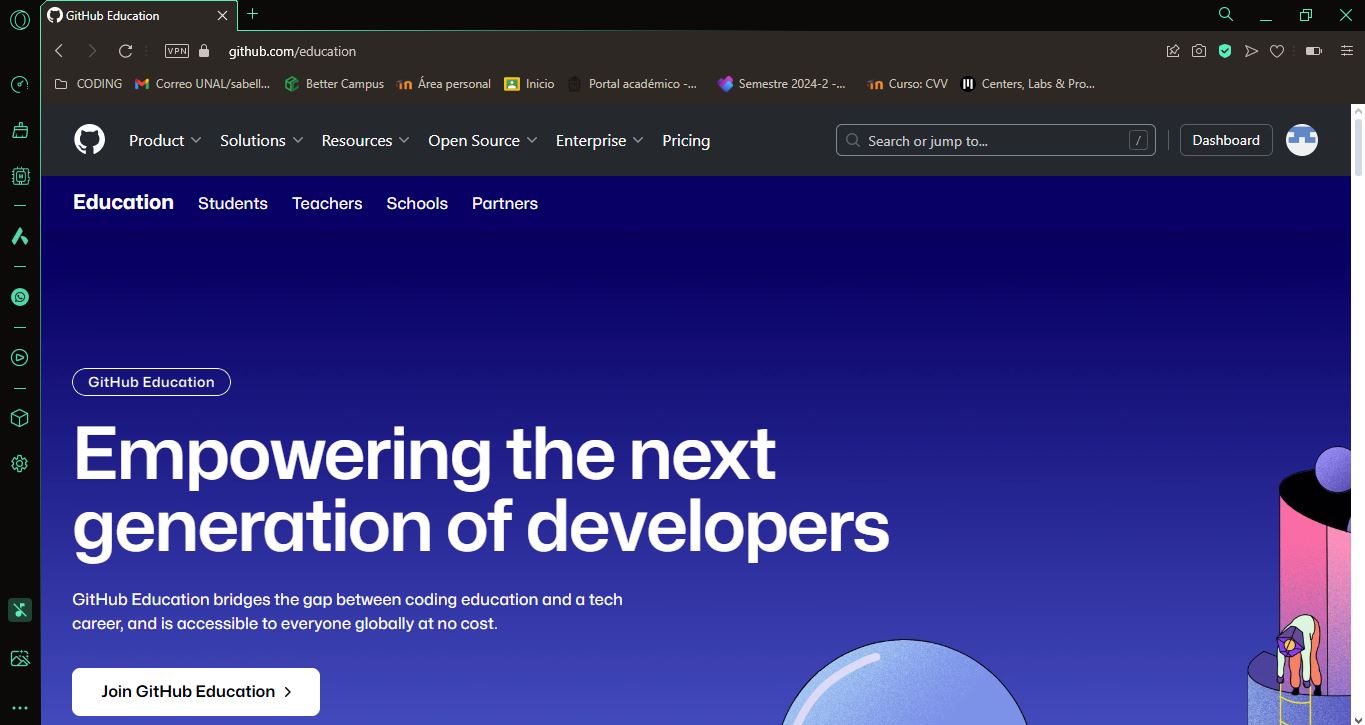 GitHub Education
VPN
github.com/education
CODING
Correo UNAL/sabell...
Better Campus
Área personal
Inicio
Portal académico -...
Semestre 2024-2 -...
Curso: CVV
Centers, Labs & Pro...
Product
Solutions
Resources
Open Source
Enterprise
Pricing
Search or jump to...
/
Dashboard
Education
Students
Teachers
Schools
Partners
GitHub Education
Empowering the next
generation of developers
GitHub Education bridges the gap between coding education and a tech
career, and is accessible to everyone globally at no cost.
Join GitHub Education